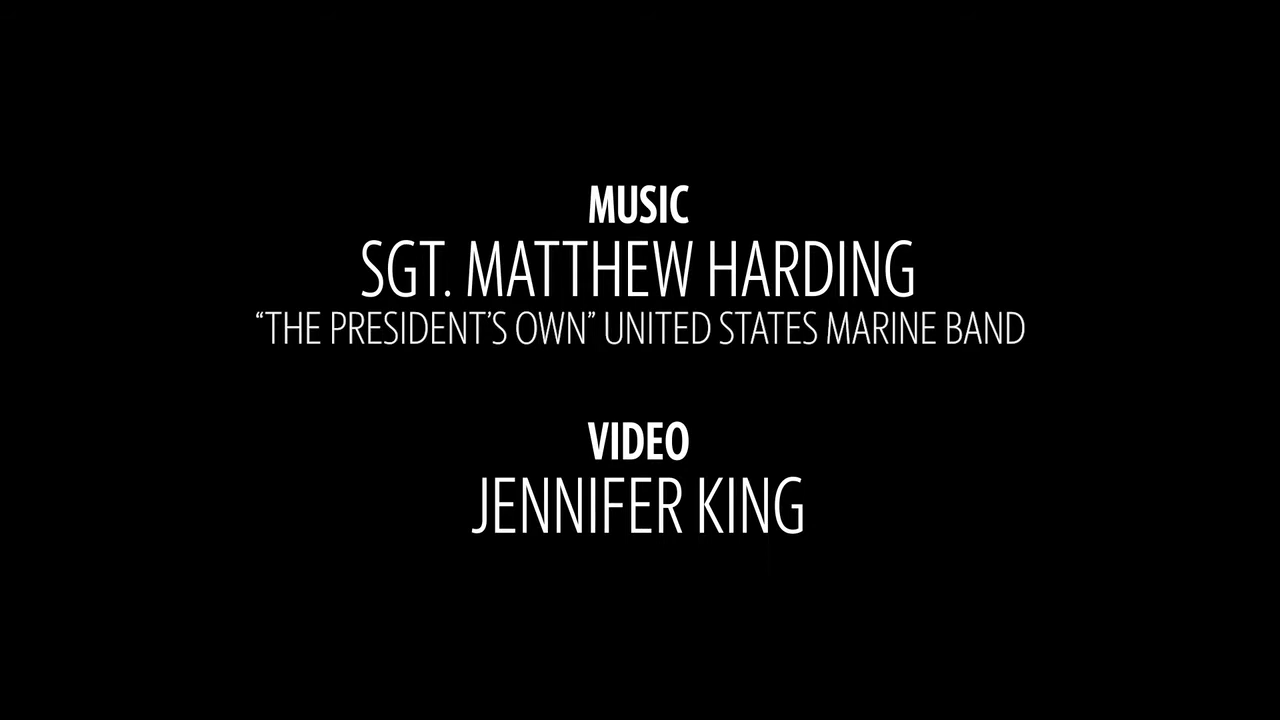 MUSIC
SGT. MATTHEW HARDING
“THE PRESIDENT’S OWN” UNITED STATES MARINE BAND
VIDEO
JENNIFER KING